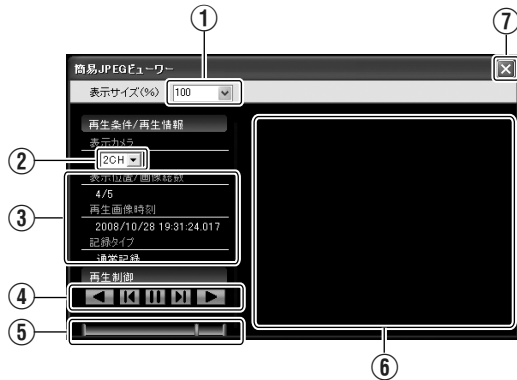 ①
⑦
簡易JPEGビューワー
表示サイズ(%) 100
再生条件/再生情報
表示カメラ
② 2CH
表示位置/画像総数
③
4/5
再生画像時刻
2008/10/28 19:31:24.017
記録タイプ
通常記録
再生制御
④
⑤
⑥